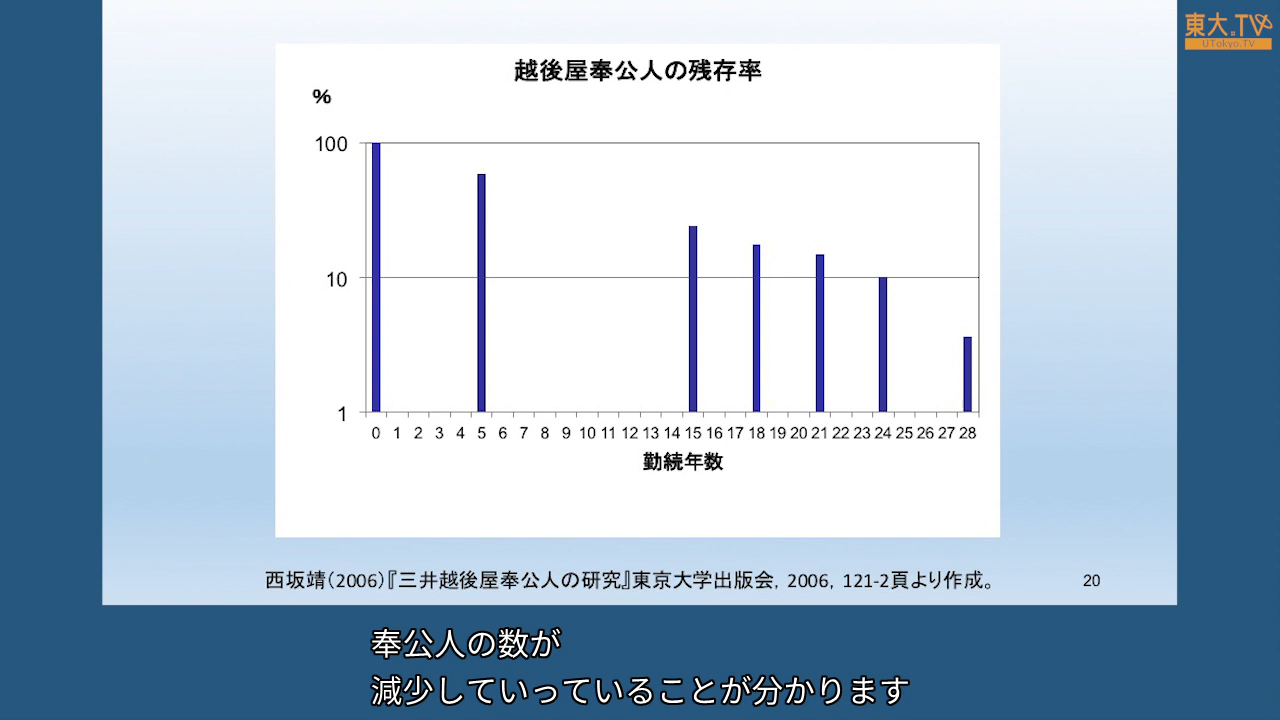 東大.TV
UTokyo.TV
越後屋奉公人の残存率
%
100
10
1
0 1 2 3 4 5 6 7 8 9 10 11 12 13 14 15 16 17 18 19 20 21 22 23 24 25 26 27 28
勤続年数
西坂靖(2006)『三井越後屋奉公人の研究』東京大学出版会, 2006, 121-2頁より作成。
20
奉公人の数が
減少していっていることが分かります